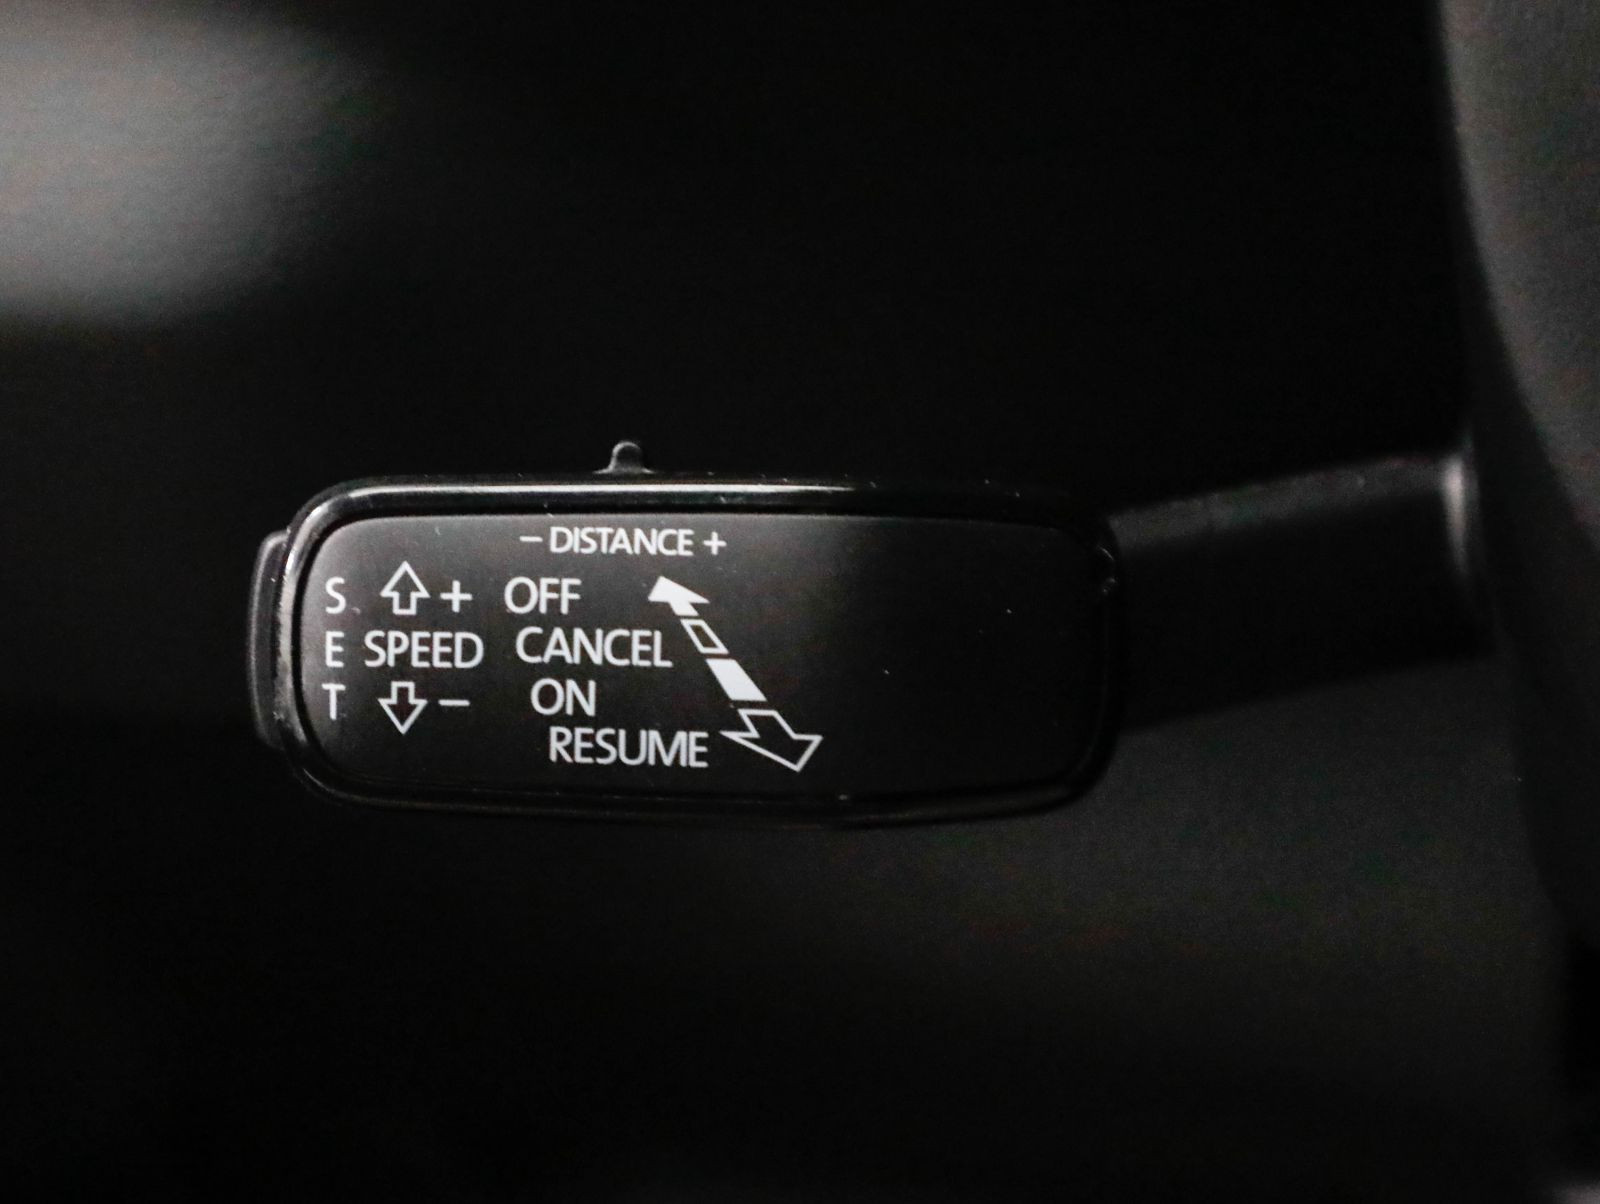 – DISTANCE +
S + OFF
E SPEED CANCEL
T – ON
RESUME